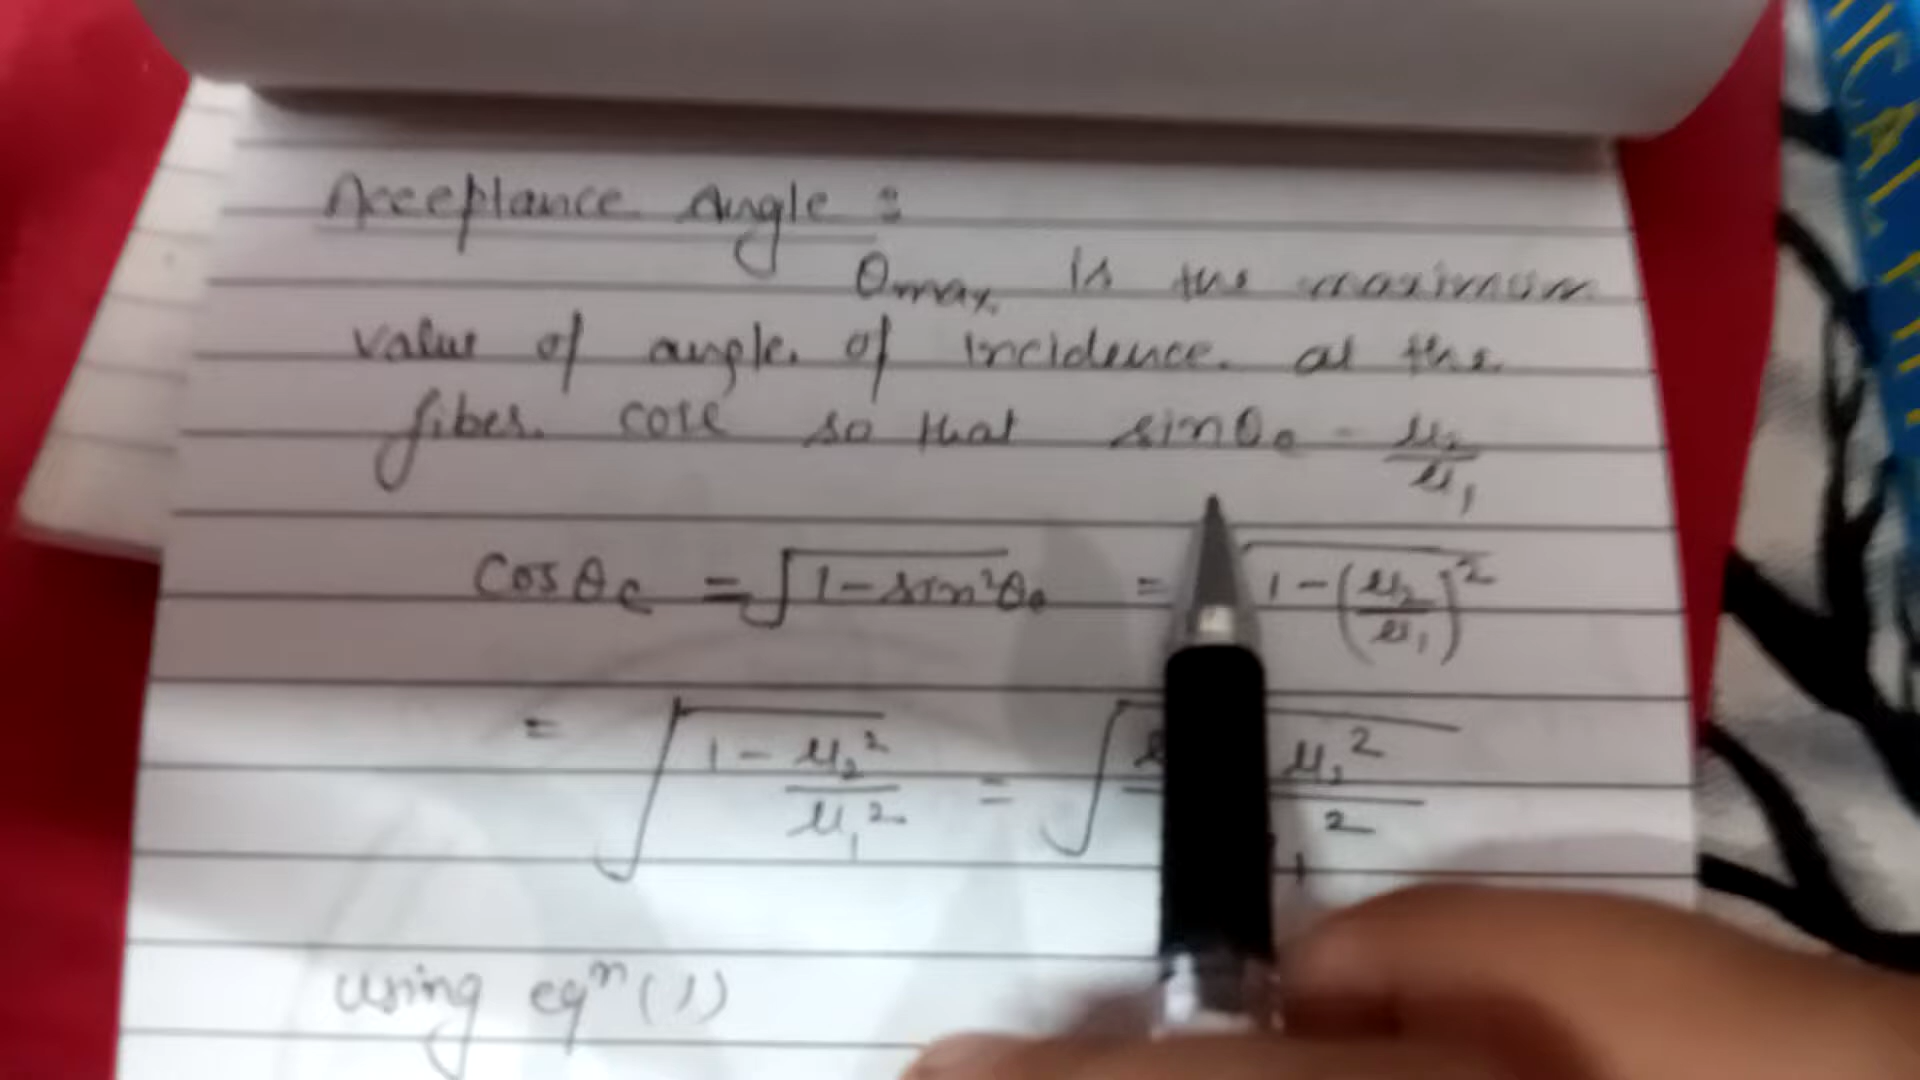 Acceptance Angle :
θmax is the maximum
value of angle of incidence at the
fiber core so that sinθc = μ₂/μ₁
Cosθc = √(1-sin²θc) = √(1-(μ₂/μ₁)²)
= √(1-μ₂²/μ₁²) =
using eqⁿ(1)